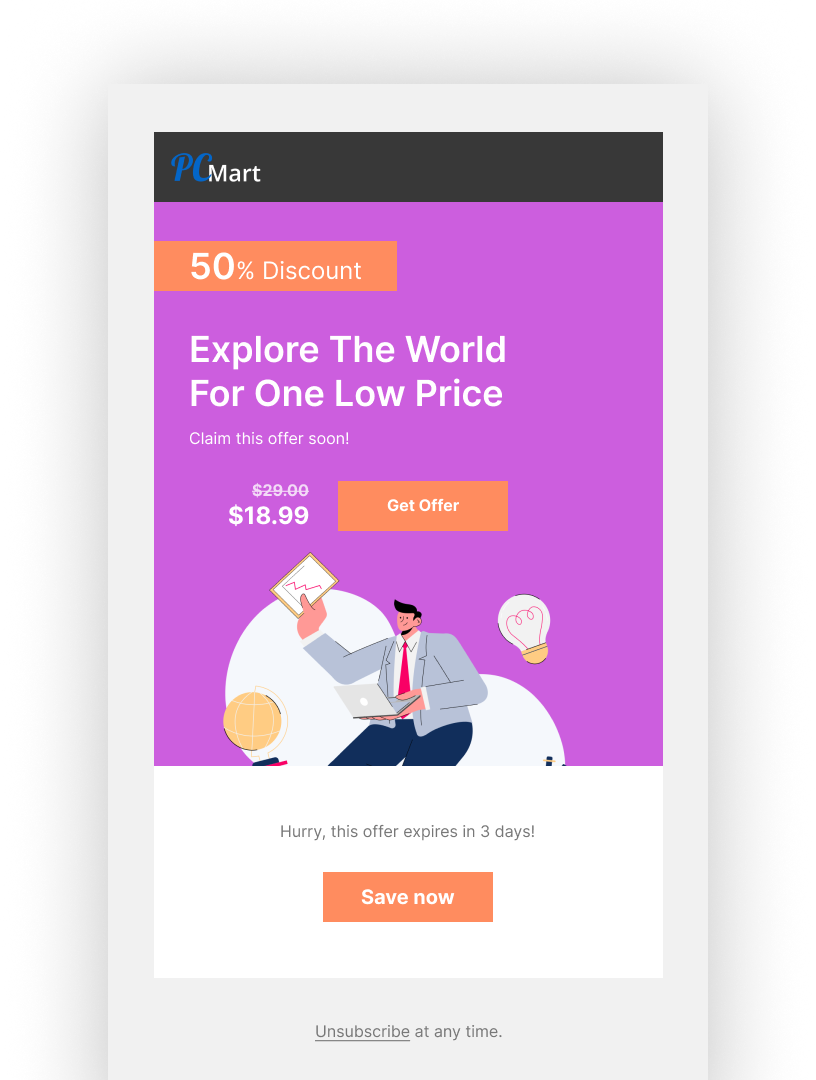 PCMart
50% Discount
Explore The World
For One Low Price
Claim this offer soon!
$29.00
$18.99
Get Offer
Hurry, this offer expires in 3 days!
Save now
Unsubscribe at any time.